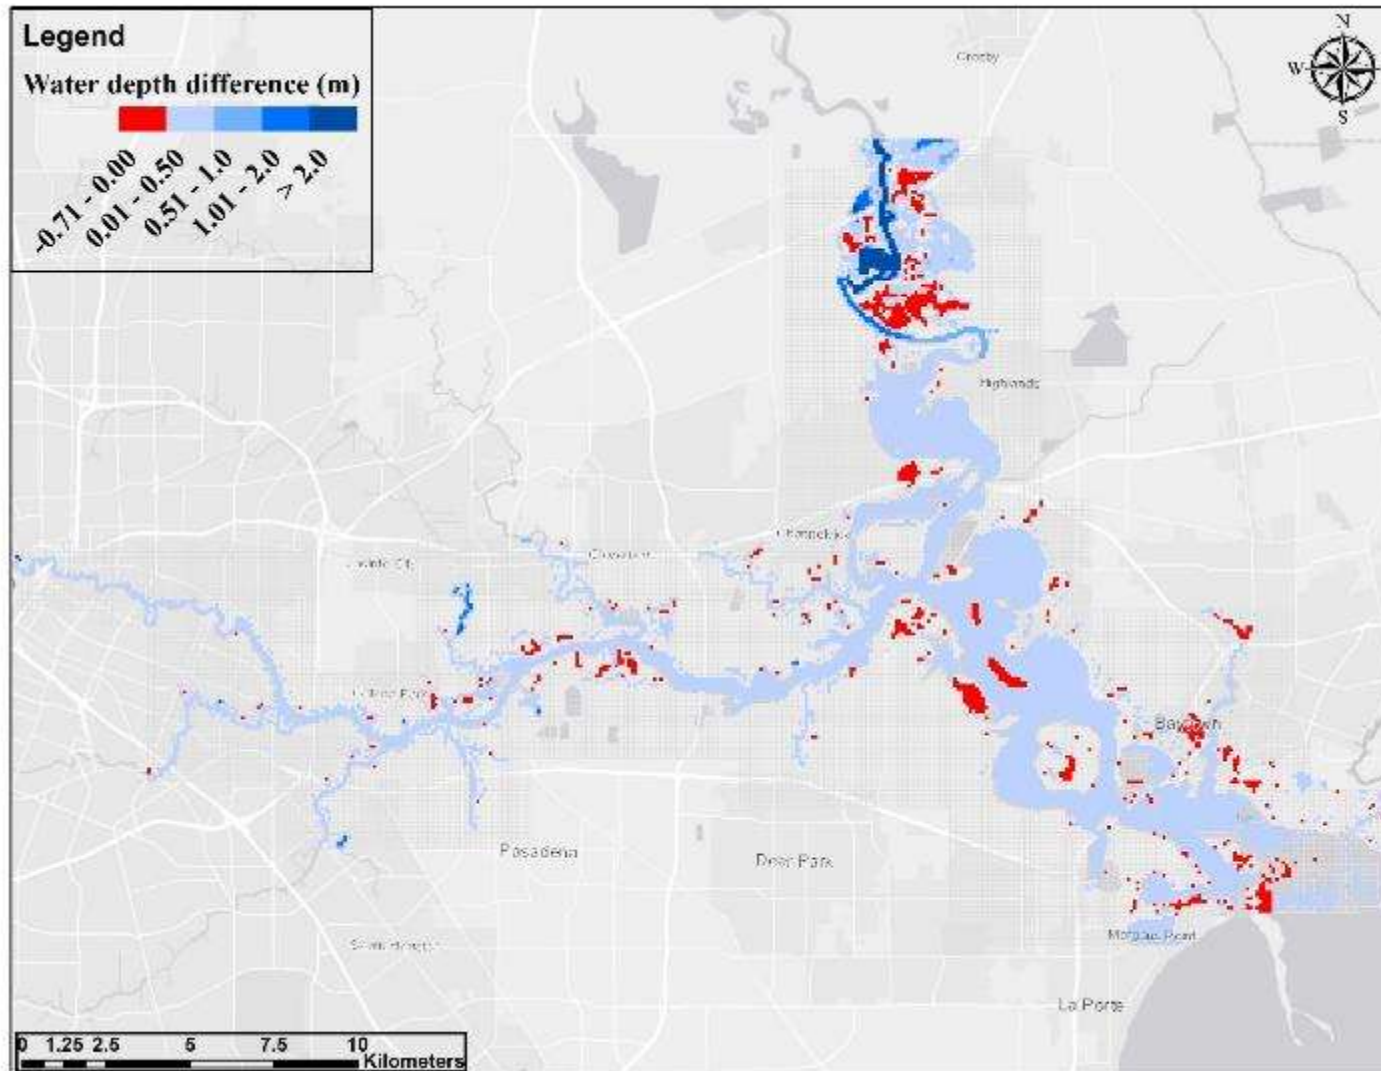 Legend
Water depth difference (m)
-0.71 - 0.00
0.01 - 0.50
0.51 - 1.0
1.01 - 2.0
> 2.0
N
W
S
Crosby
Highlands
Baytown
Pasadena
Deer Park
Morgans Point
La Porte
0 1.25 2.5 5 7.5 10
Kilometers